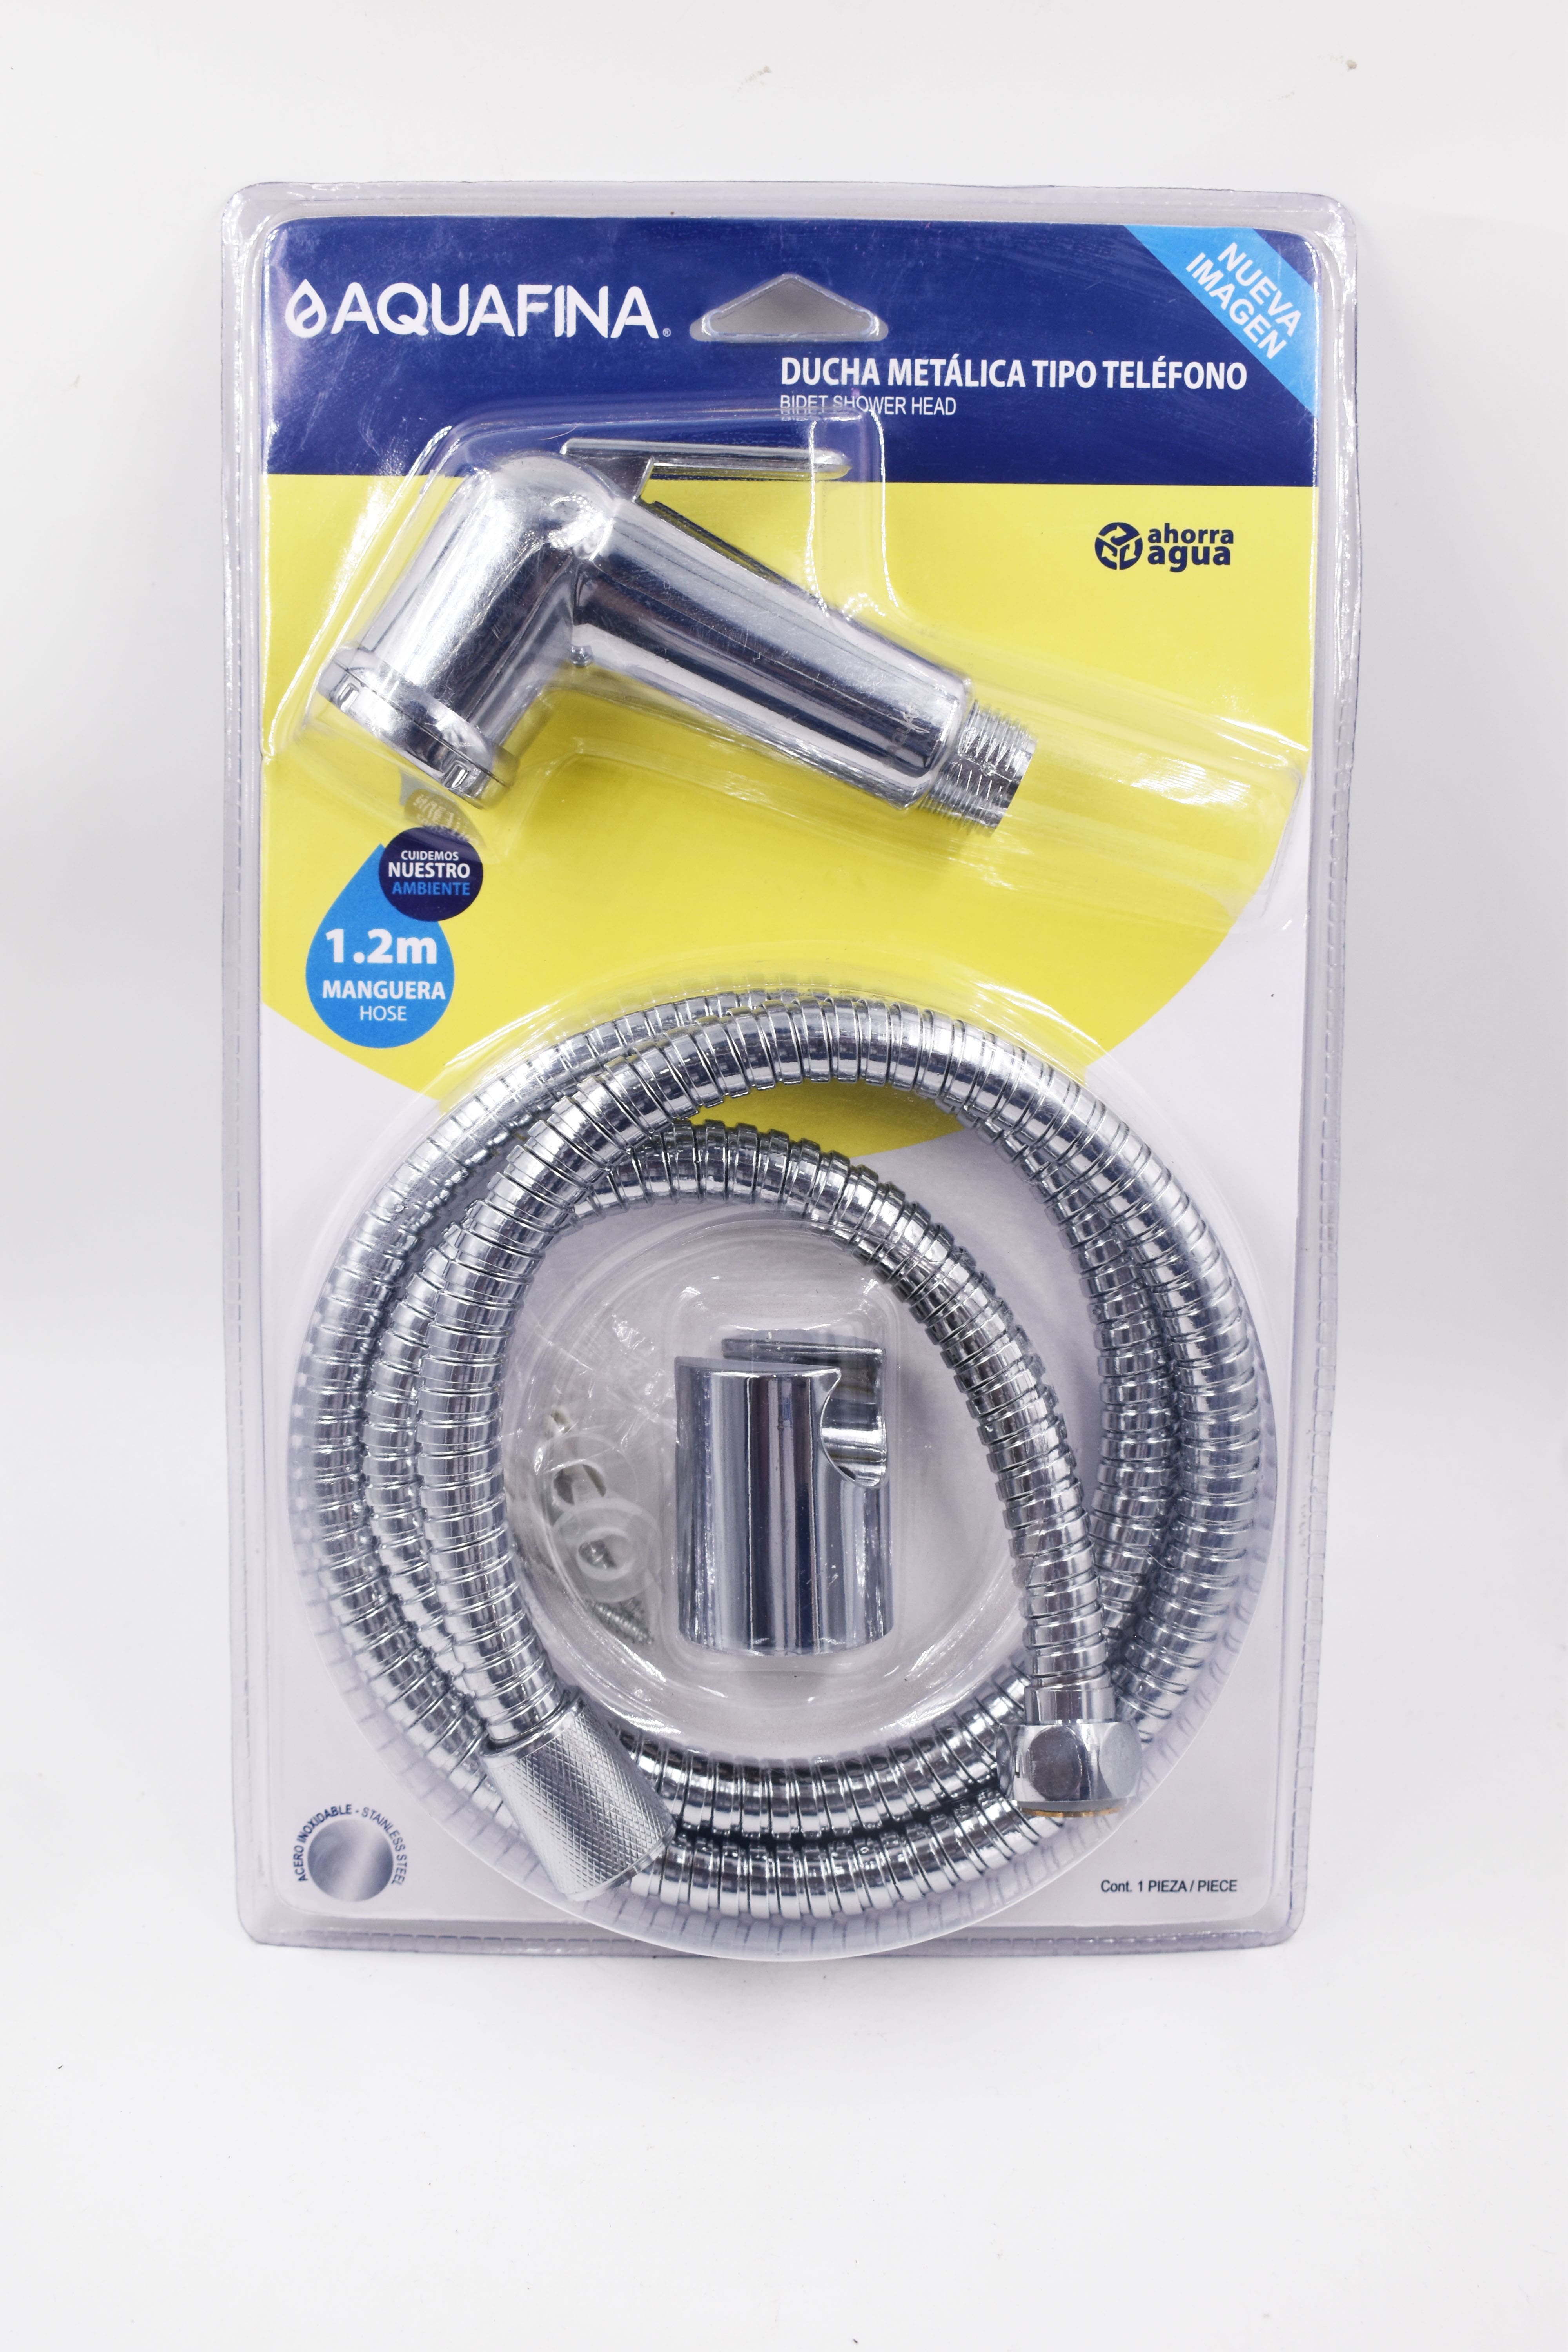 AQUAFINA®
NUEVA
IMAGEN
DUCHA METÁLICA TIPO TELÉFONO
BIDET SHOWER HEAD
ahorra
agua
CUIDEMOS
NUESTRO
AMBIENTE
1.2m
MANGUERA
HOSE
ACERO INOXIDABLE - STAINLESS STEEL
Cont. 1 PIEZA / PIECE